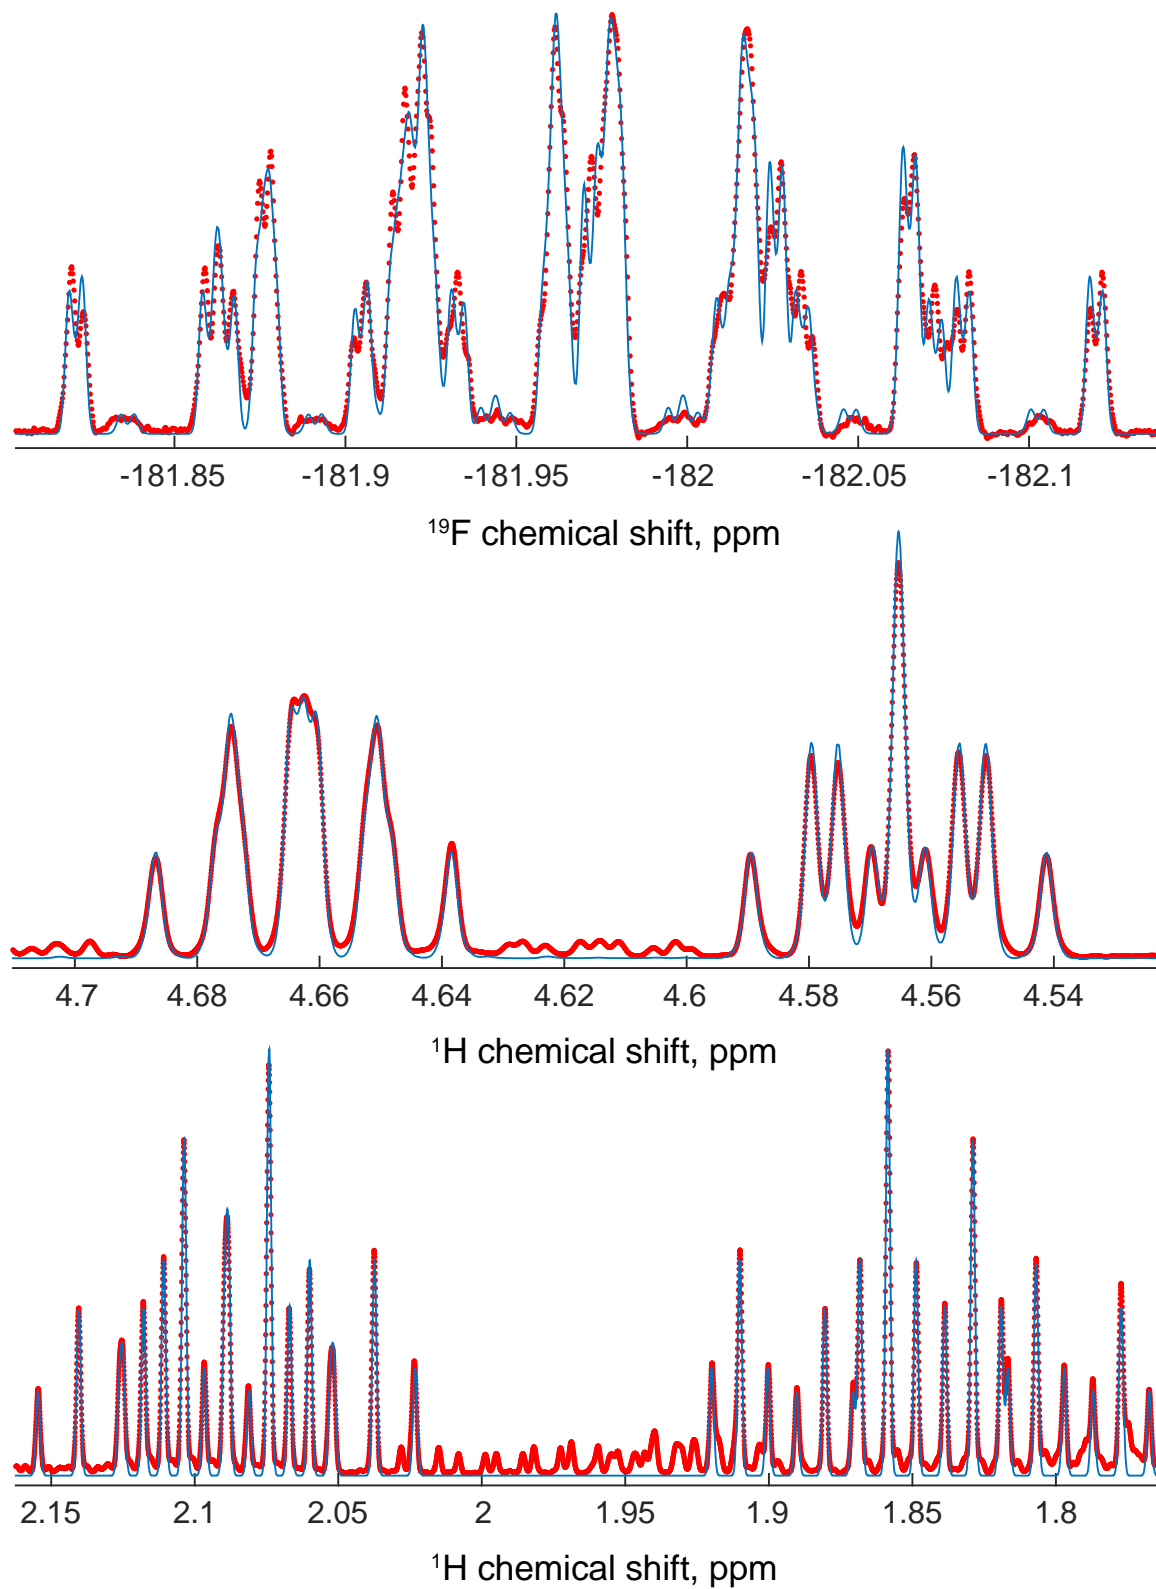 -181.85 -181.9 -181.95 -182 -182.05 -182.1
¹⁹F chemical shift, ppm
4.7 4.68 4.66 4.64 4.62 4.6 4.58 4.56 4.54
¹H chemical shift, ppm
2.15 2.1 2.05 2 1.95 1.9 1.85 1.8
¹H chemical shift, ppm